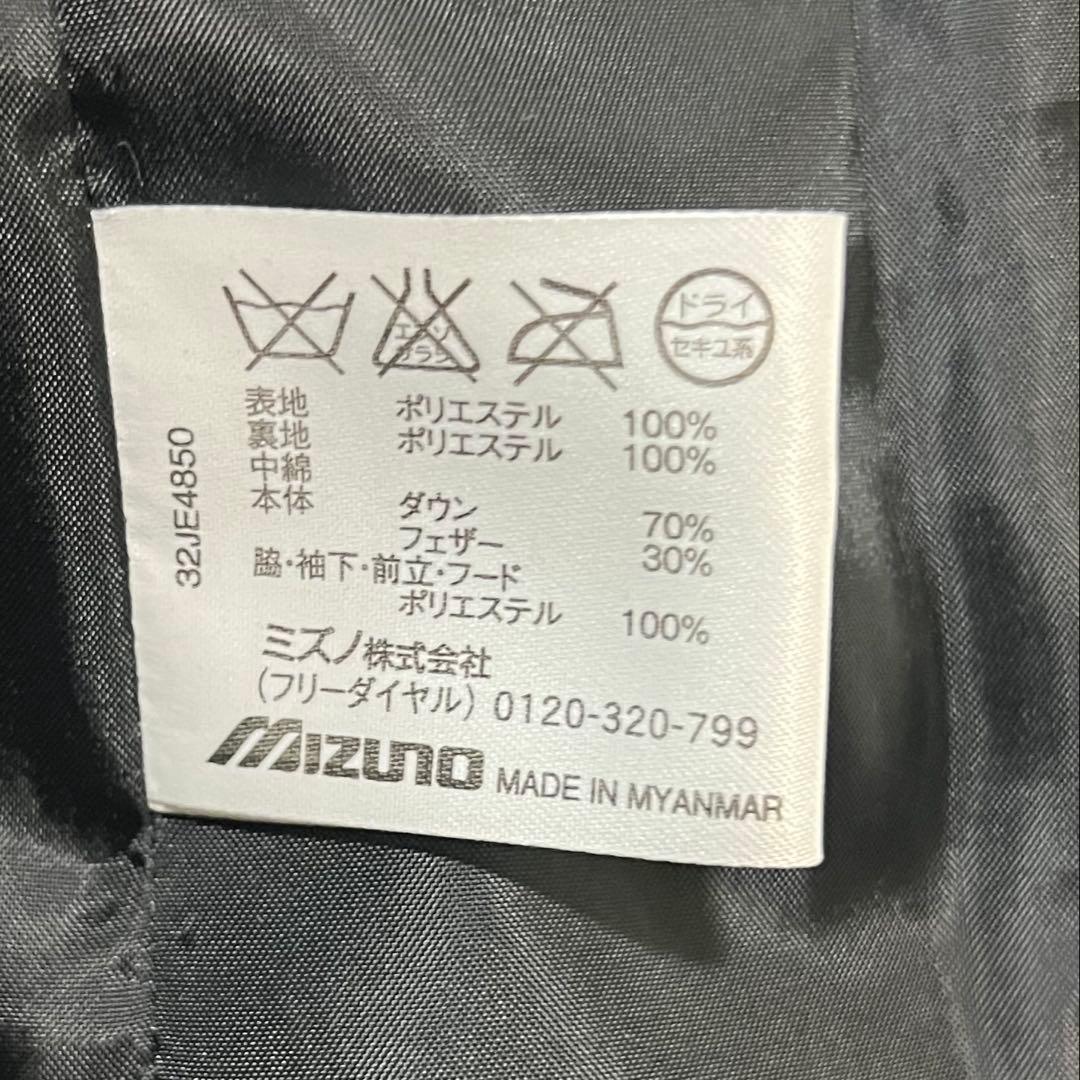 エンソ
サラシ
ドライ
セキユ系
表地 ポリエステル 100%
裏地 ポリエステル 100%
中綿
本体 ダウン 70%
フェザー 30%
脇・袖下・前立・フード
ポリエステル 100%
ミズノ株式会社
(フリーダイヤル) 0120-320-799
MIZUNO MADE IN MYANMAR
32JE4850